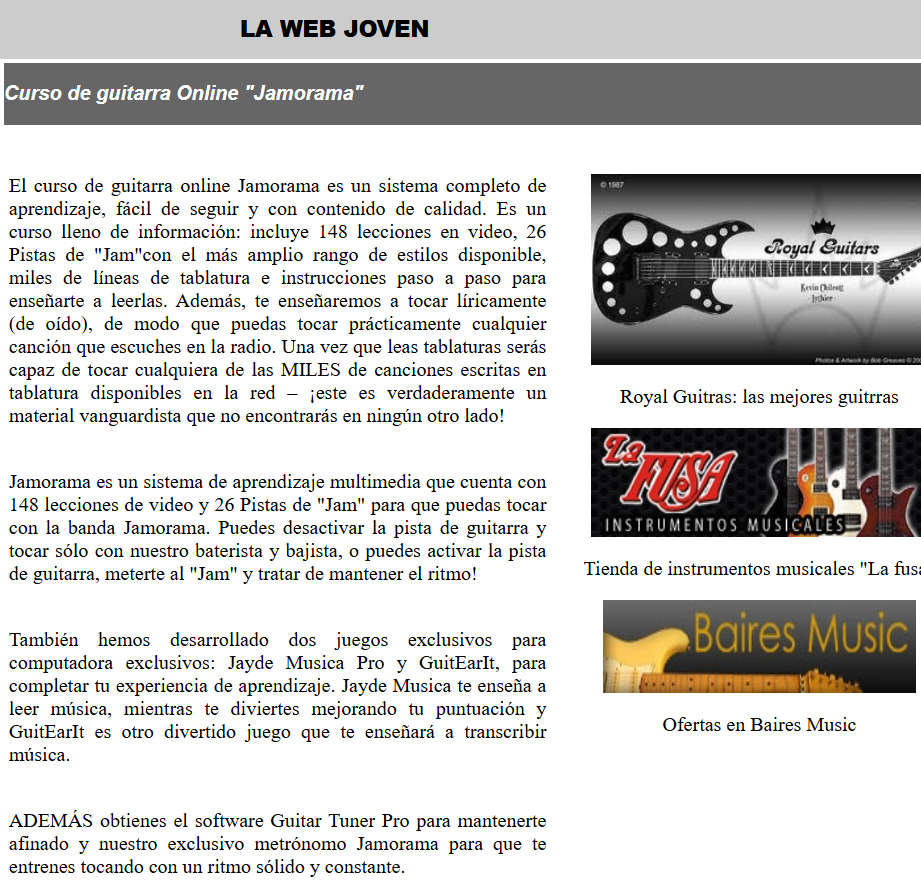 LA WEB JOVEN
Curso de guitarra Online "Jamorama"
El curso de guitarra online Jamorama es un sistema completo de
aprendizaje, fácil de seguir y con contenido de calidad. Es un
curso lleno de información: incluye 148 lecciones en video, 26
Pistas de "Jam"con el más amplio rango de estilos disponible,
miles de líneas de tablatura e instrucciones paso a paso para
enseñarte a leerlas. Además, te enseñaremos a tocar líricamente
(de oído), de modo que puedas tocar prácticamente cualquier
canción que escuches en la radio. Una vez que leas tablaturas serás
capaz de tocar cualquiera de las MILES de canciones escritas en
tablatura disponibles en la red – ¡este es verdaderamente un
material vanguardista que no encontrarás en ningún otro lado!
Jamorama es un sistema de aprendizaje multimedia que cuenta con
148 lecciones de video y 26 Pistas de "Jam" para que puedas tocar
con la banda Jamorama. Puedes desactivar la pista de guitarra y
tocar sólo con nuestro baterista y bajista, o puedes activar la pista
de guitarra, meterte al "Jam" y tratar de mantener el ritmo!
También hemos desarrollado dos juegos exclusivos para
computadora exclusivos: Jayde Musica Pro y GuitEarIt, para
completar tu experiencia de aprendizaje. Jayde Musica te enseña a
leer música, mientras te diviertes mejorando tu puntuación y
GuitEarIt es otro divertido juego que te enseñará a transcribir
música.
ADEMÁS obtienes el software Guitar Tuner Pro para mantenerte
afinado y nuestro exclusivo metrónomo Jamorama para que te
entrenes tocando con un ritmo sólido y constante.
© 1987
Royal Guitars
Kevin Chilcott
- luthier -
Photos & Artwork by Bob Greaves © 200
Royal Guitras: las mejores guitrras
La
FUSA
INSTRUMENTOS MUSICALES
Tienda de instrumentos musicales "La fusa
Baires Music
Ofertas en Baires Music